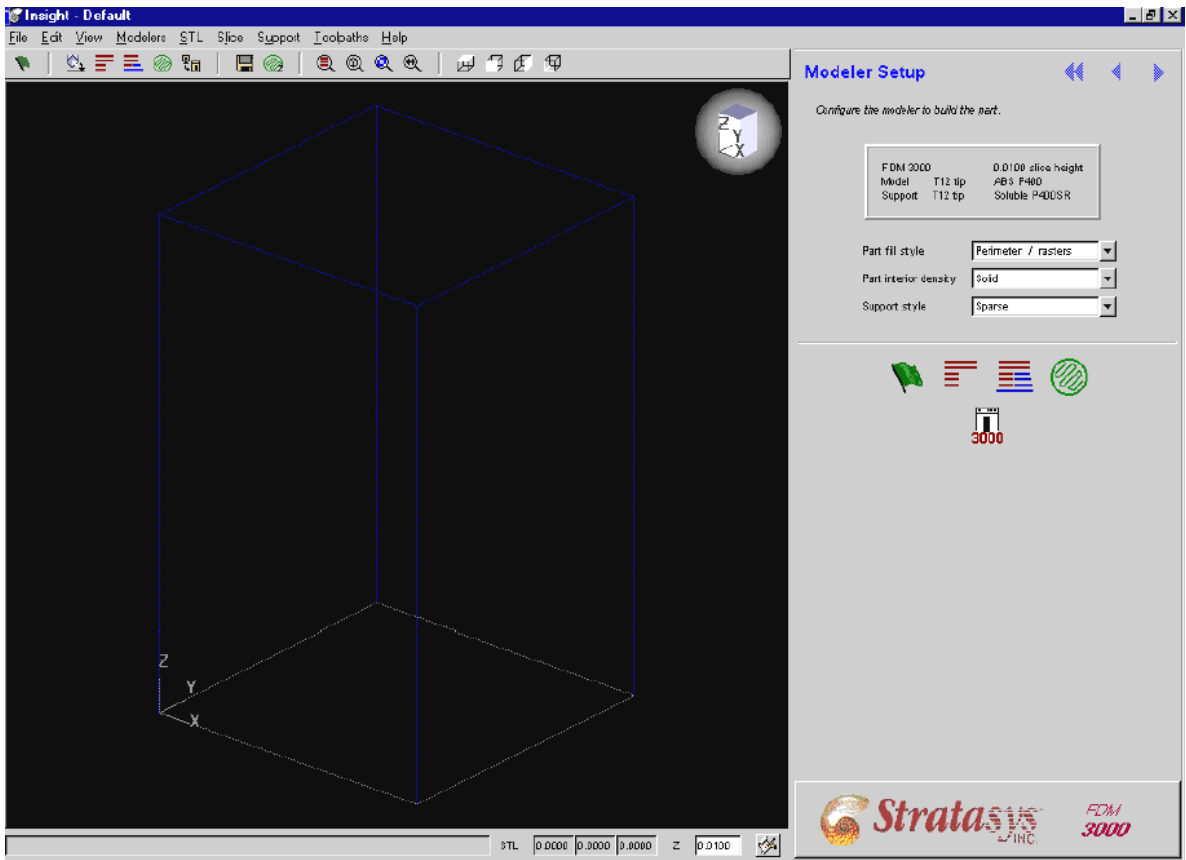 Insight - Default
File Edit View Modelers STL Slice Support Toolpaths Help
Modeler Setup
Configure the modeler to build the part.
FDM 3000 0.0100 slice height
Model T12 tip ABS P400
Support T12 tip Soluble P400SR
Part fill style Perimeter / rasters
Part interior density Solid
Support style Sparse
3000
Z
Y
X
Z
Y
X
STL 0.0000 0.0000 0.0000 Z 0.0100
Stratasys INC.
FDM
3000